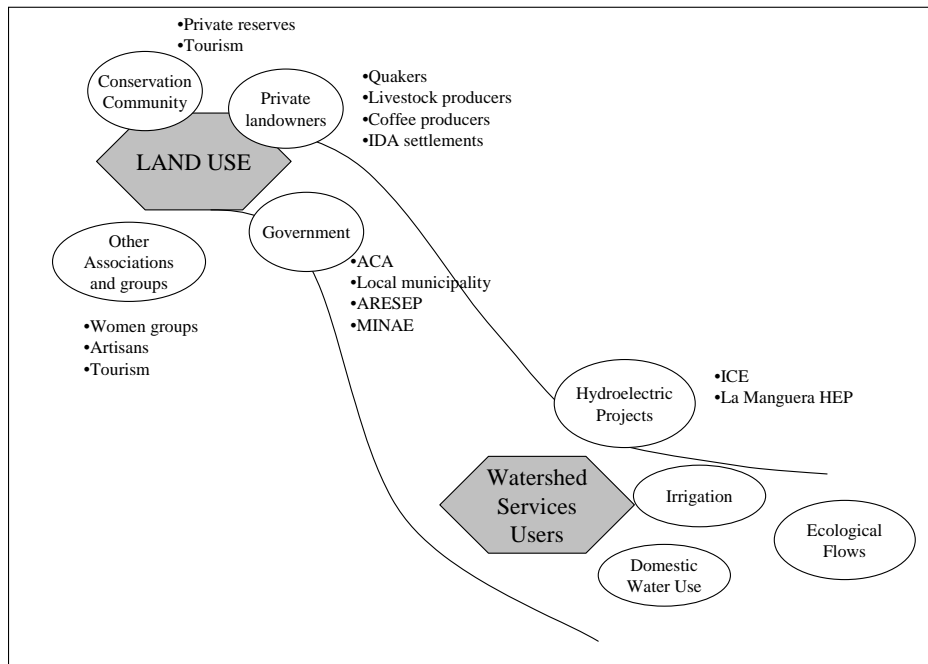 •Private reserves
•Tourism
Conservation
Community
Private
landowners
•Quakers
•Livestock producers
•Coffee producers
•IDA settlements
LAND USE
Government
•ACA
•Local municipality
•ARESEP
•MINAE
Other
Associations
and groups
•Women groups
•Artisans
•Tourism
Hydroelectric
Projects
•ICE
•La Manguera HEP
Watershed
Services
Users
Irrigation
Ecological
Flows
Domestic
Water Use